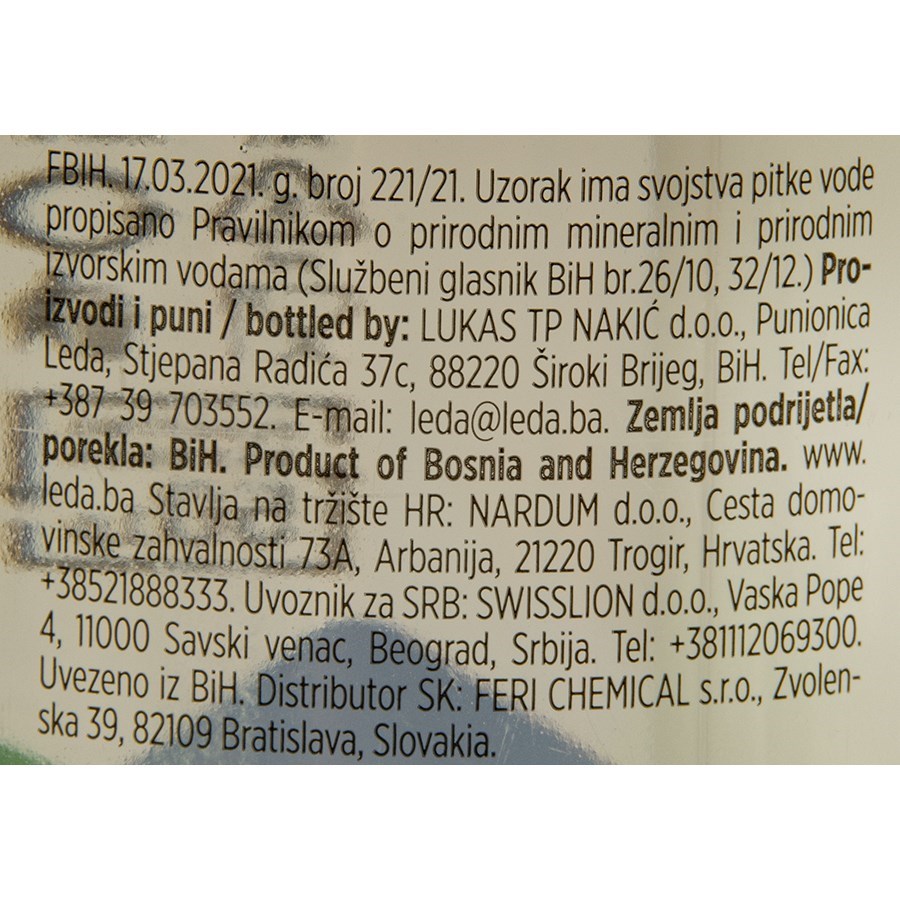 FBIH. 17.03.2021. g. broj 221/21. Uzorak ima svojstva pitke vode
propisano Pravilnikom o prirodnim mineralnim i prirodnim
izvorskim vodama (Službeni glasnik BiH br.26/10, 32/12.) Pro-
izvodi i puni / bottled by: LUKAS TP NAKIĆ d.o.o., Punionica
Leda, Stjepana Radića 37c, 88220 Široki Brijeg, BiH. Tel/Fax:
+387 39 703552. E-mail: leda@leda.ba. Zemlja podrijetla/
porekla: BiH. Product of Bosnia and Herzegovina. www.
leda.ba Stavlja na tržište HR: NARDUM d.o.o., Cesta domo-
vinske zahvalnosti 73A, Arbanija, 21220 Trogir, Hrvatska. Tel:
+38521888333. Uvoznik za SRB: SWISSLION d.o.o., Vaska Pope
4, 11000 Savski venac, Beograd, Srbija. Tel: +381112069300.
Uvezeno iz BiH. Distributor SK: FERI CHEMICAL s.r.o., Zvolen-
ska 39, 82109 Bratislava, Slovakia.